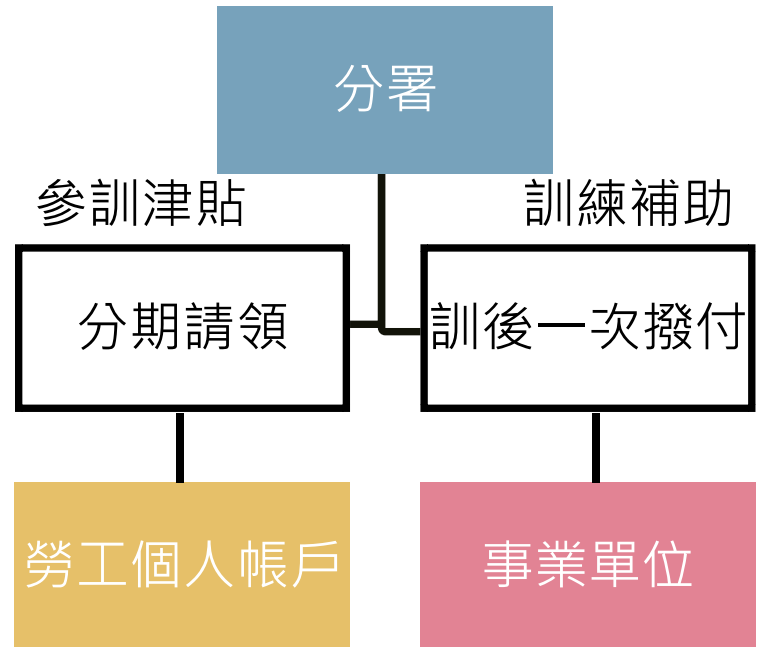 分署
參訓津貼
訓練補助
分期請領
訓後一次撥付
勞工個人帳戶
事業單位